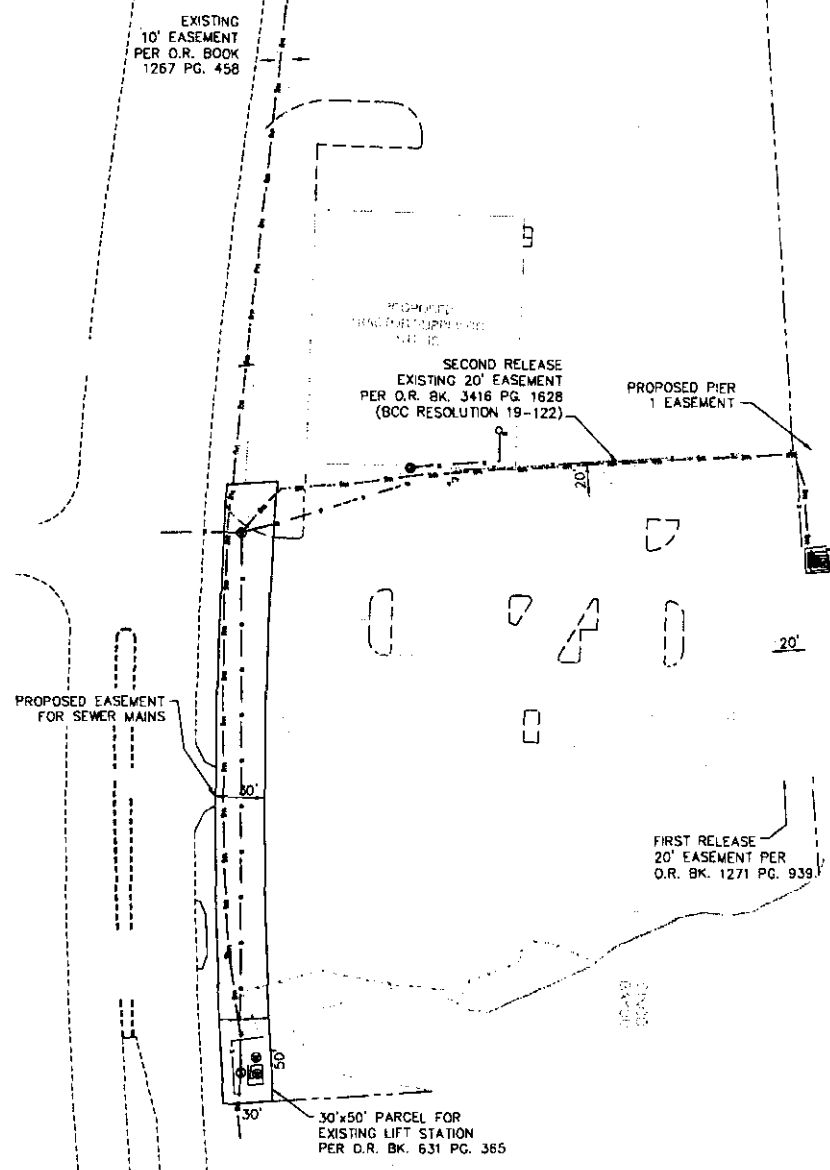 EXISTING
10' EASEMENT
PER O.R. BOOK
1267 PG. 458
PROPOSED
SECOND RELEASE
EXISTING 20' EASEMENT
PER O.R. BK. 3416 PG. 1628
(BCC RESOLUTION 19-122)
PROPOSED PIER
1 EASEMENT
20'
20'
PROPOSED EASEMENT
FOR SEWER MAINS
30'
FIRST RELEASE
20' EASEMENT PER
O.R. BK. 1271 PG. 939
50'
30'
30'x50' PARCEL FOR
EXISTING LIFT STATION
PER O.R. BK. 631 PG. 365